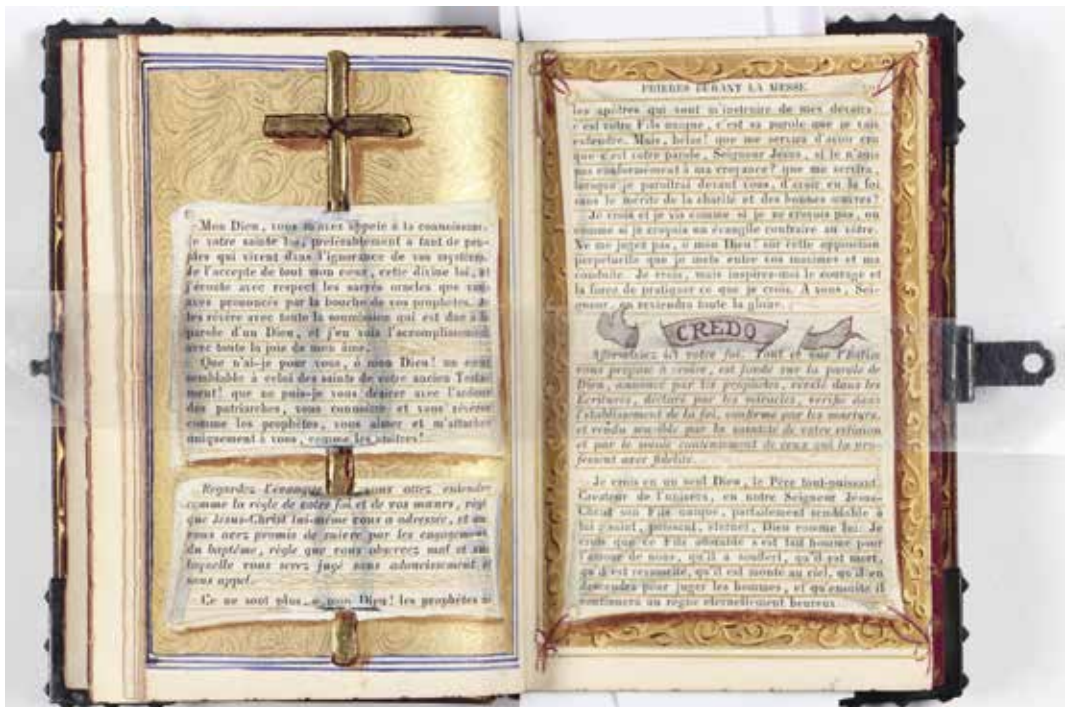 Mon Dieu, vous m'avez appelé à la connoissan-
ce votre sainte loi, préférablement à tant de peu-
ples qui vivent dans l'ignorance de vos mystères.
Je l'accepte de tout mon cœur, cette divine loi, et
j'écoute avec respect les sacrés oracles que vous
avez prononcés par la bouche de vos prophètes. Je
les révère avec toute la soumission qui est due à la
parole d'un Dieu, et j'en vois l'accomplissement
avec toute la joie de mon âme.
Que n'ai-je pour vous, ô mon Dieu! un cœur
semblable à celui des saints de votre ancien Testa-
ment! que ne puis-je vous désirer avec l'ardeur
des patriarches, vous connoître et vous révérer
comme les prophètes, vous aimer et m'attacher
uniquement à vous, comme les apôtres!
Regardez l'évangile vous allez entendre
comme la règle de votre foi et de vos mœurs, règle
que Jésus-Christ lui-même vous a adressée, et
vous avez promis de suivre par les engagemens
du baptême, règle que vous observez mal et sur
laquelle vous serez jugé sans adoucissement et
sans appel.
Ce ne sont plus, ô mon Dieu! les prophètes ni
PRIÈRES DURANT LA MESSE.
les apôtres qui vont m'instruire de mes devoirs
c'est votre Fils unique, c'est sa parole que je vais
entendre. Mais, hélas! que me servira d'avoir cru
que c'est votre parole, Seigneur Jésus, si je n'agis
pas conformément à ma croyance? que me servira,
lorsque je paroîtrai devant vous, d'avoir eu la foi
sans le mérite de la charité et des bonnes œuvres?
Je crois et je vis comme si je ne croyois pas, ou
comme si je croyois un évangile contraire au vôtre.
Ne me jugez pas, ô mon Dieu! sur cette opposition
perpétuelle que je mets entre vos maximes et ma
conduite. Je crois, mais inspirez-moi le courage et
la force de pratiquer ce que je crois. A vous, Sei-
gneur, en reviendra toute la gloire.
CREDO
Affermissez ici votre foi. Tout ce que l'Église
vous propose à croire, est fondé sur la parole de
Dieu, annoncé par les prophètes, révélé dans les
Écritures, déclaré par les miracles, vérifié dans
l'établissement de la foi, confirmé par les martyrs,
et rendu sensible par la sainteté de votre religion
et par le seule contentement de ceux qui la pro-
fessent avec fidélité.
Je crois en un seul Dieu, le Père tout-puissant,
Créateur de l'univers, en notre Seigneur Jésus-
Christ son Fils unique, parfaitement semblable à
lui puissant, éternel, Dieu comme lui. Je
crois que ce Fils adorable s'est fait homme pour
l'amour de nous, qu'il a souffert, qu'il est mort,
qu'il est ressuscité, qu'il est monté au ciel, qu'il en
descendra pour juger les hommes, et qu'ensuite il
continuera un règne éternellement heureux